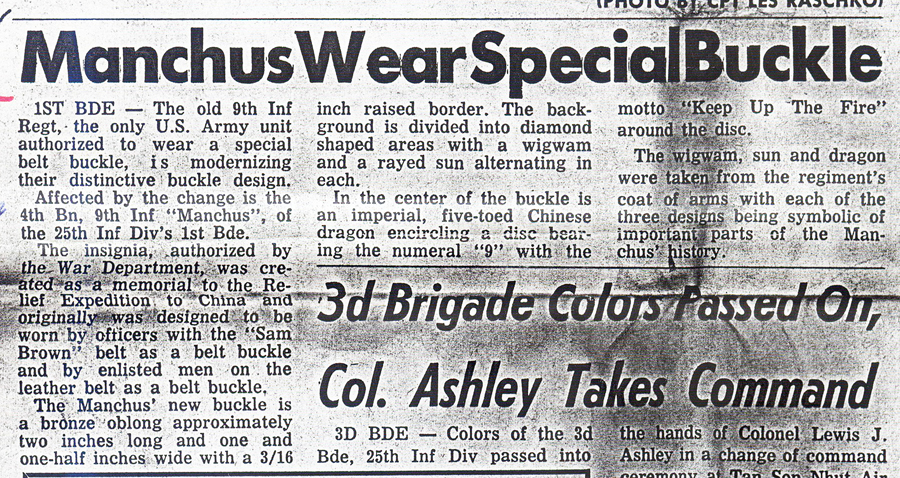 (PHOTO BY CPT LES RASCHKO)
Manchus Wear Special Buckle
1ST BDE — The old 9th Inf
Regt, the only U.S. Army unit
authorized to wear a special
belt buckle, is modernizing
their distinctive buckle design.
Affected by the change is the
4th Bn, 9th Inf "Manchus", of
the 25th Inf Div's 1st Bde.
The insignia, authorized by
the War Department, was cre-
ated as a memorial to the Re-
lief Expedition to China and
originally was designed to be
worn by officers with the "Sam
Brown" belt as a belt buckle
and by enlisted men on the
leather belt as a belt buckle.
The Manchus' new buckle is
a bronze oblong approximately
two inches long and one and
one-half inches wide with a 3/16
inch raised border. The back-
ground is divided into diamond
shaped areas with a wigwam
and a rayed sun alternating in
each.
In the center of the buckle is
an imperial, five-toed Chinese
dragon encircling a disc bear-
ing the numeral "9" with the
motto "Keep Up The Fire"
around the disc.
The wigwam, sun and dragon
were taken from the regiment's
coat of arms with each of the
three designs being symbolic of
important parts of the Man-
chus' history.
3d Brigade Colors Passed On,
Col. Ashley Takes Command
3D BDE — Colors of the 3d
Bde, 25th Inf Div passed into
the hands of Colonel Lewis J.
Ashley in a change of command
ceremony at Tan Son Nhut Air